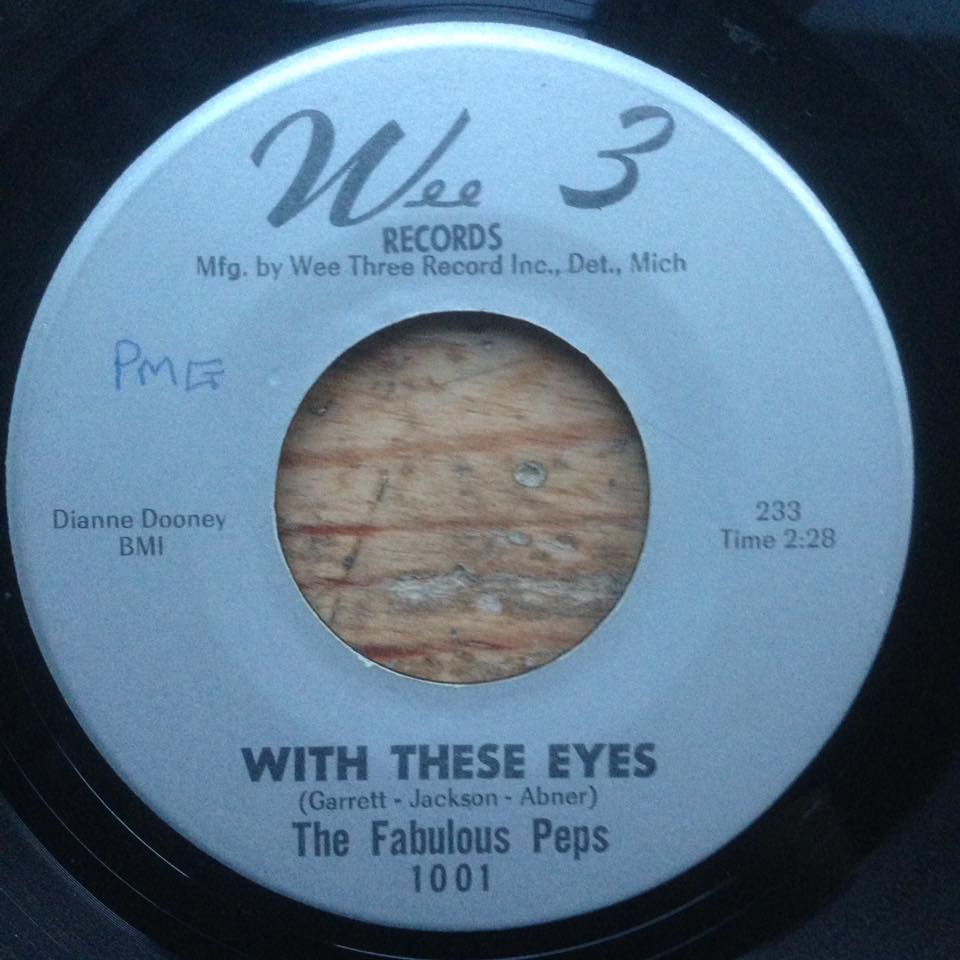 Wee 3
RECORDS
Mfg. by Wee Three Record Inc., Det., Mich
PMG
Dianne Dooney
BMI
233
Time 2:28
WITH THESE EYES
(Garrett - Jackson - Abner)
The Fabulous Peps
1001